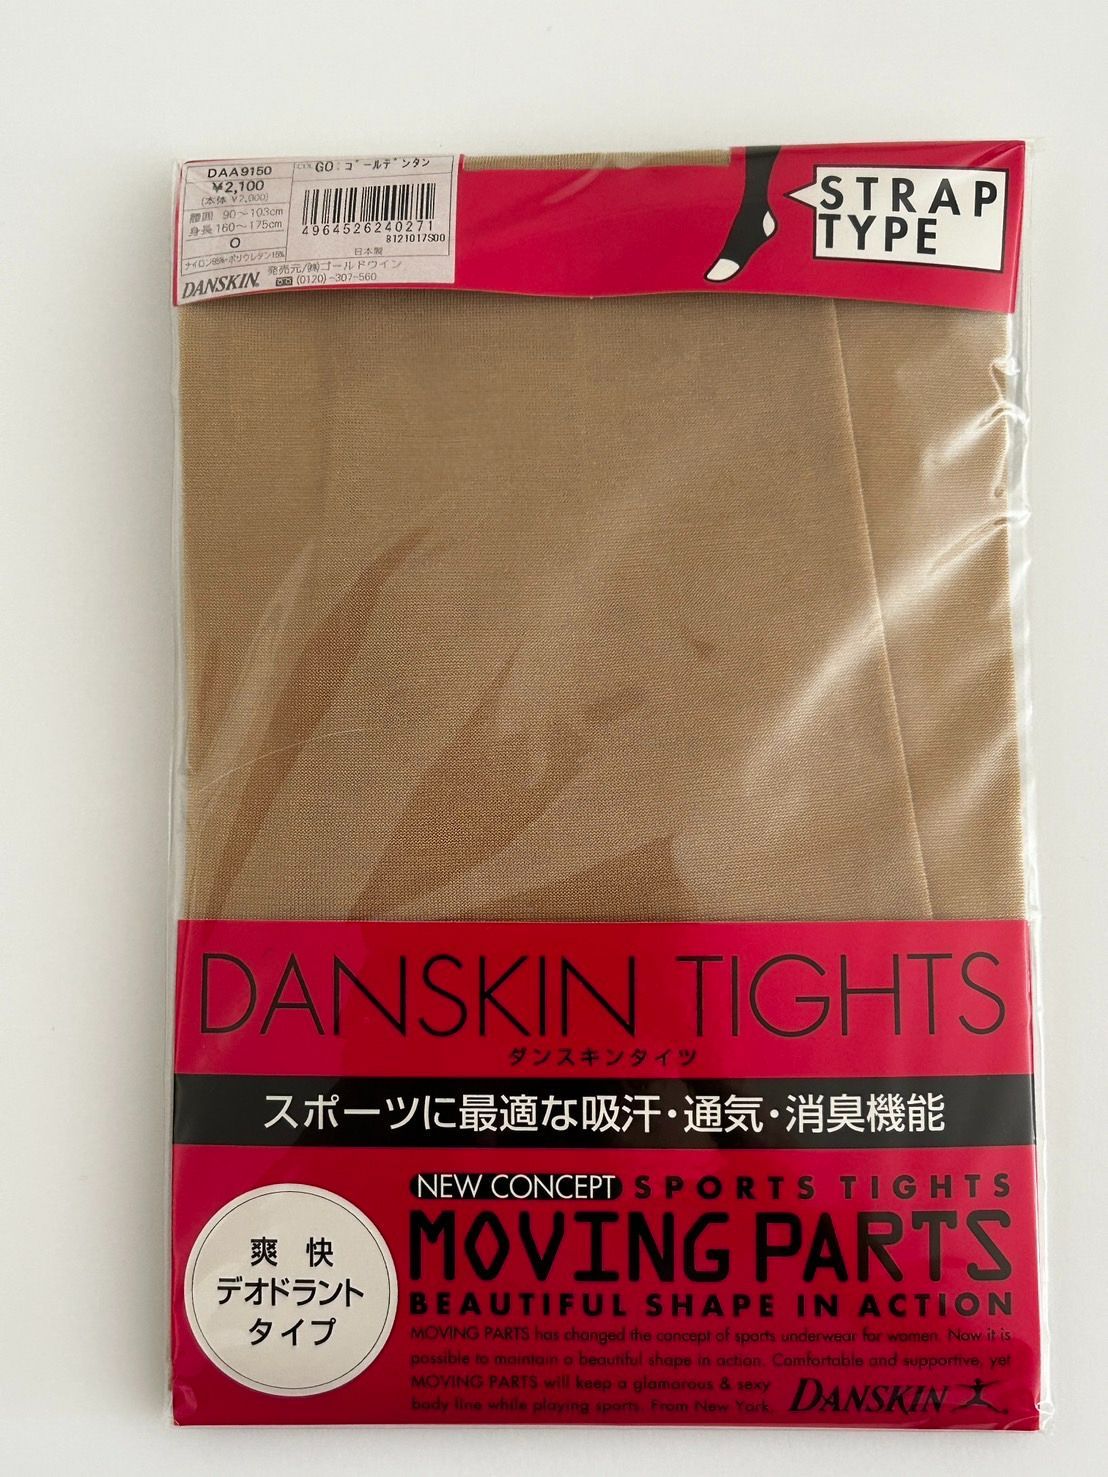 DAA9150
¥2,100
(本体 ¥2,000)
腰囲 90〜103cm
身長 160〜175cm
O
ナイロン85%・ポリウレタン15%
DANSKIN®
COL GO:ゴールデンタン
4964526240271
B121017S00
日本製
発売元/㈱ゴールドウイン
(0120)-307-560
STRAP
TYPE
DANSKIN TIGHTS
ダンスキンタイツ
スポーツに最適な吸汗・通気・消臭機能
爽快
デオドラント
タイプ
NEW CONCEPT SPORTS TIGHTS
MOVING PARTS
BEAUTIFUL SHAPE IN ACTION
MOVING PARTS has changed the concept of sports underwear for women. Now it is
possible to maintain a beautiful shape in action. Comfortable and supportive, yet
MOVING PARTS will keep a glamorous & sexy
body line while playing sports. From New York.
DANSKIN